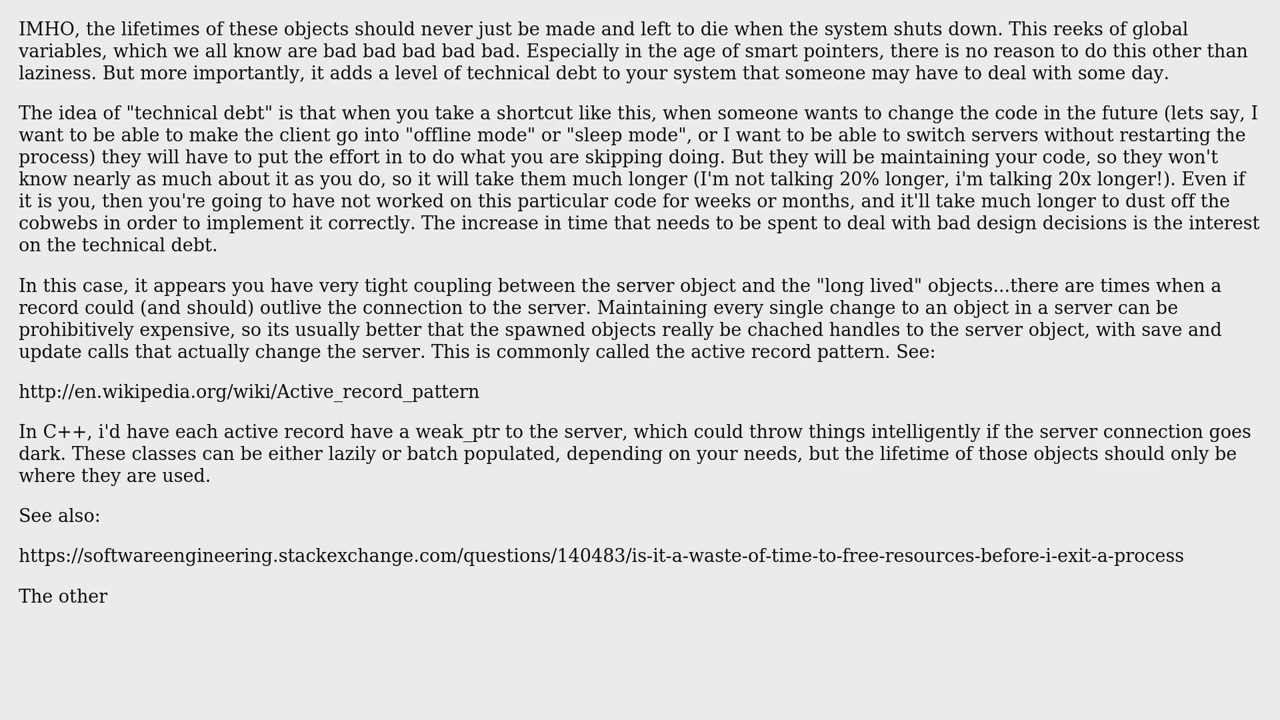 IMHO, the lifetimes of these objects should never just be made and left to die when the system shuts down. This reeks of global
variables, which we all know are bad bad bad bad bad. Especially in the age of smart pointers, there is no reason to do this other than
laziness. But more importantly, it adds a level of technical debt to your system that someone may have to deal with some day.
The idea of "technical debt" is that when you take a shortcut like this, when someone wants to change the code in the future (lets say, I
want to be able to make the client go into "offline mode" or "sleep mode", or I want to be able to switch servers without restarting the
process) they will have to put the effort in to do what you are skipping doing. But they will be maintaining your code, so they won't
know nearly as much about it as you do, so it will take them much longer (I'm not talking 20% longer, i'm talking 20x longer!). Even if
it is you, then you're going to have not worked on this particular code for weeks or months, and it'll take much longer to dust off the
cobwebs in order to implement it correctly. The increase in time that needs to be spent to deal with bad design decisions is the interest
on the technical debt.
In this case, it appears you have very tight coupling between the server object and the "long lived" objects...there are times when a
record could (and should) outlive the connection to the server. Maintaining every single change to an object in a server can be
prohibitively expensive, so its usually better that the spawned objects really be chached handles to the server object, with save and
update calls that actually change the server. This is commonly called the active record pattern. See:
http://en.wikipedia.org/wiki/Active_record_pattern
In C++, i'd have each active record have a weak_ptr to the server, which could throw things intelligently if the server connection goes
dark. These classes can be either lazily or batch populated, depending on your needs, but the lifetime of those objects should only be
where they are used.
See also:
https://softwareengineering.stackexchange.com/questions/140483/is-it-a-waste-of-time-to-free-resources-before-i-exit-a-process
The other